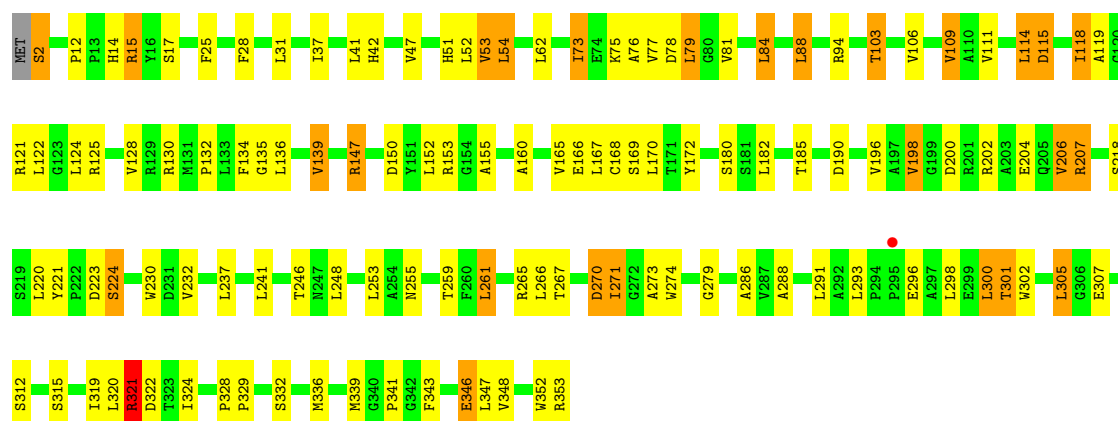 MET S2 P12 P13 H14 R15 Y16 S17 F25 F28 L31 I37 L41 H42 V47 H51 L52 V53 L54 L62 I73 E74 K75 A76 V77 D78 L79 G80 V81 L84 L88 R94 T103 V106 V109 A110 V111 L114 D115 I118 A119 G120
R121 L122 G123 L124 R125 V128 R129 R130 M131 P132 L133 F134 G135 L136 V139 R147 D150 Y151 L152 R153 G154 A155 A160 V165 E166 L167 C168 S169 L170 T171 Y172 S180 S181 L182 T185 D190 V196 A197 V198 G199 D200 R201 R202 A203 E204 Q205 V206 R207 S218
S219 L220 Y221 P222 D223 S224 W230 D231 V232 L237 L241 T246 N247 L248 L253 A254 N255 T259 F260 L261 R265 L266 T267 D270 I271 G272 A273 W274 G279 A286 V287 A288 L291 A292 L293 P294 P295 E296 A297 L298 E299 L300 T301 W302 L305 G306 E307
S312 S315 I319 L320 R321 D322 T323 I324 P328 P329 S332 M336 M339 G340 P341 G342 F343 E346 L347 V348 W352 R353